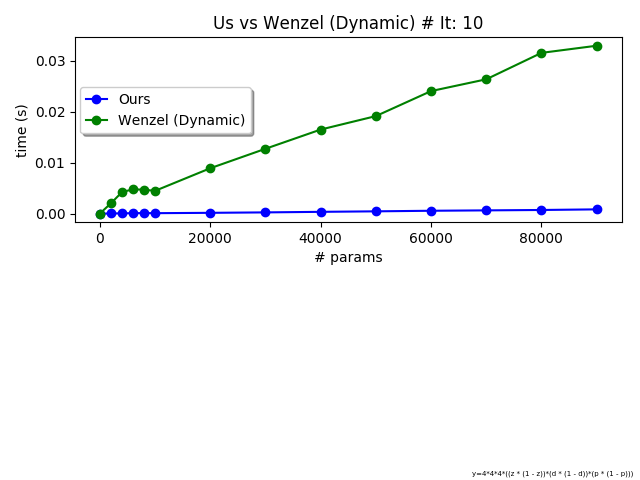 Us vs Wenzel (Dynamic) # It: 10
0.03
0.02
0.01
0.00
time (s)
Ours
Wenzel (Dynamic)
0
20000
40000
60000
80000
# params
y=4*4*4*((z * (1 - z))*(d * (1 - d))*(p * (1 - p)))